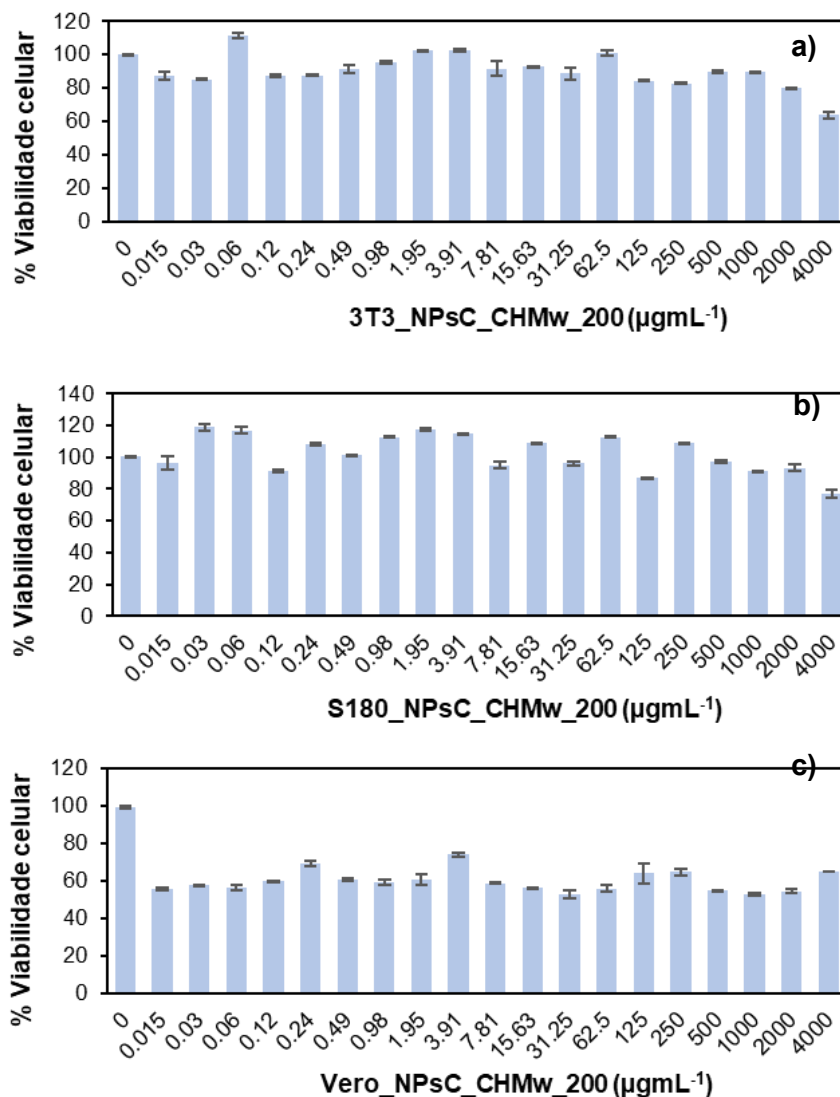 a)
% Viabilidade celular
120
100
80
60
40
20
0
0 0.015 0.03 0.06 0.12 0.24 0.49 0.98 1.95 3.91 7.81 15.63 31.25 62.5 125 250 500 1000 2000 4000
3T3_NPsC_CHMw_200 (µgmL⁻¹)
b)
% Viabilidade celular
140
120
100
80
60
40
20
0
0 0.015 0.03 0.06 0.12 0.24 0.49 0.98 1.95 3.91 7.81 15.63 31.25 62.5 125 250 500 1000 2000 4000
S180_NPsC_CHMw_200 (µgmL⁻¹)
c)
% Viabilidade celular
120
100
80
60
40
20
0
0 0.015 0.03 0.06 0.12 0.24 0.49 0.98 1.95 3.91 7.81 15.63 31.25 62.5 125 250 500 1000 2000 4000
Vero_NPsC_CHMw_200 (µgmL⁻¹)